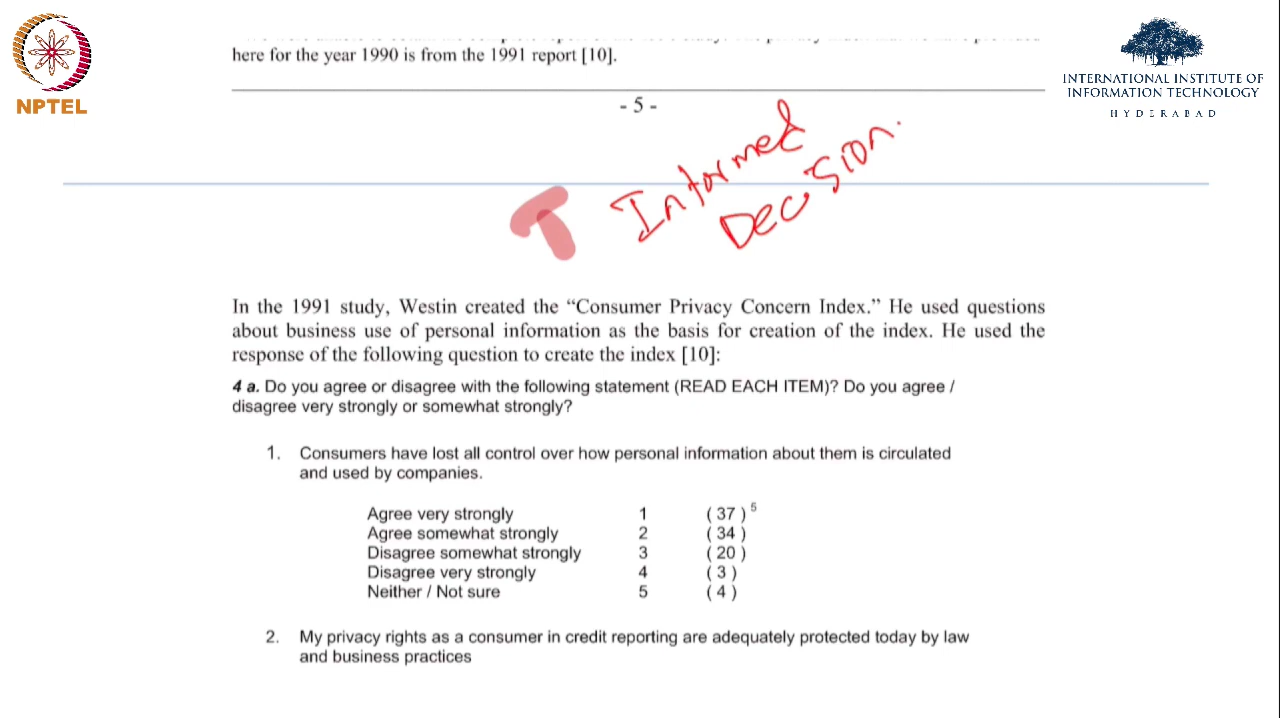 NPTEL
INTERNATIONAL INSTITUTE OF
INFORMATION TECHNOLOGY
HYDERABAD
here for the year 1990 is from the 1991 report [10].
- 5 -
Informed
Decision.
In the 1991 study, Westin created the “Consumer Privacy Concern Index.” He used questions
about business use of personal information as the basis for creation of the index. He used the
response of the following question to create the index [10]:
4 a. Do you agree or disagree with the following statement (READ EACH ITEM)? Do you agree /
disagree very strongly or somewhat strongly?
1. Consumers have lost all control over how personal information about them is circulated
and used by companies.
Agree very strongly 1 ( 37 ) 5
Agree somewhat strongly 2 ( 34 )
Disagree somewhat strongly 3 ( 20 )
Disagree very strongly 4 ( 3 )
Neither / Not sure 5 ( 4 )
2. My privacy rights as a consumer in credit reporting are adequately protected today by law
and business practices